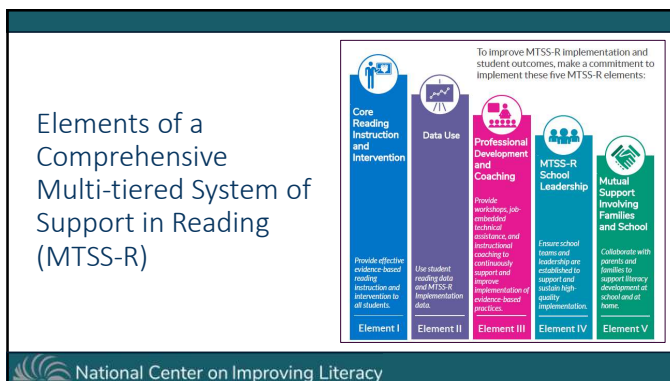 Elements of a
Comprehensive
Multi-tiered System of
Support in Reading
(MTSS-R)
To improve MTSS-R implementation and
student outcomes, make a commitment to
implement these five MTSS-R elements:
Core
Reading
Instruction
and
Intervention
Provide effective
evidence-based
reading
instruction and
intervention to
all students.
Element I
Data Use
Use student
reading data
and MTSS-R
Implementation
data.
Element II
Professional
Development
and
Coaching
Provide
workshops, job-
embedded
technical
assistance, and
instructional
coaching to
continuously
support and
improve
implementation of
evidence-based
practices.
Element III
MTSS-R
School
Leadership
Ensure school
teams and
leadership are
established to
support and
sustain high-
quality
implementation.
Element IV
Mutual
Support
Involving
Families
and School
Collaborate with
parents and
families to
support literacy
development at
school and at
home.
Element V
National Center on Improving Literacy